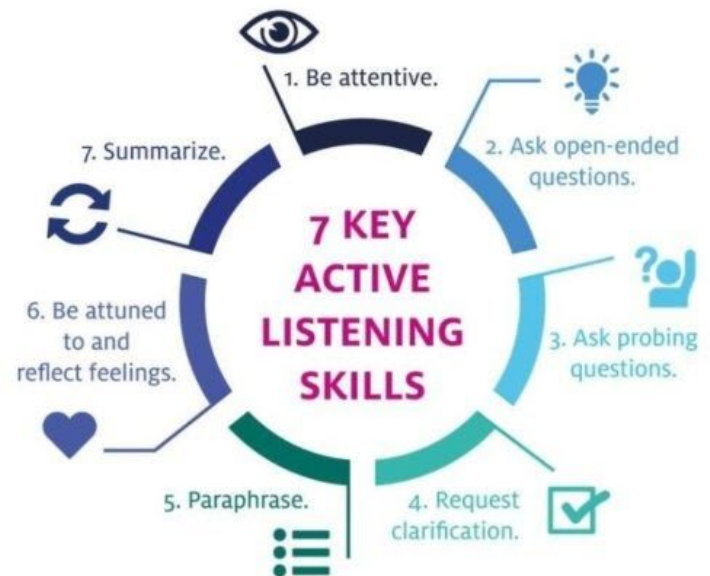 7 KEY
ACTIVE
LISTENING
SKILLS
1. Be attentive.
2. Ask open-ended
questions.
3. Ask probing
questions.
4. Request
clarification.
5. Paraphrase.
6. Be attuned
to and
reflect feelings.
7. Summarize.